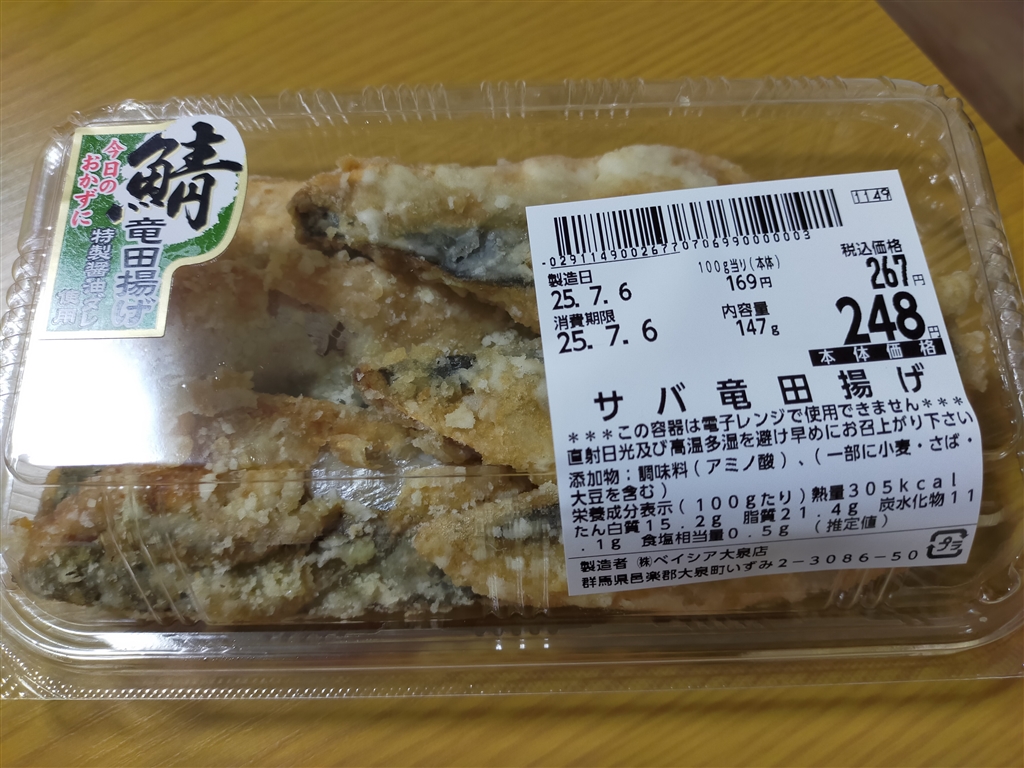 今日の
おかずに
鯖
竜田揚げ
特製醤油ダレ
使用
1149
0291149002677070699000000003
税込価格
267円
製造日
25.7.6
100g当り(本体)
169円
消費期限
25.7.6
内容量
147g
248円
本体価格
サバ竜田揚げ
***この容器は電子レンジで使用できません***
直射日光及び高温多湿を避け早めにお召上がり下さい
添加物:調味料(アミノ酸)、(一部に小麦・さば・
大豆を含む)
栄養成分表示(100gたり)熱量305kcal
たん白質15.2g 脂質21.4g 炭水化物11
.1g 食塩相当量0.5g (推定値)
製造者 ㈱ベイシア大泉店
群馬県邑楽郡大泉町いずみ2-3086-50
プラ